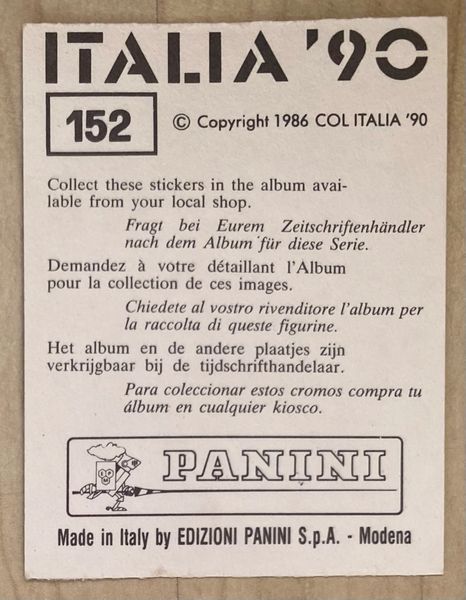 ITALIA '90
152
© Copyright 1986 COL ITALIA '90
Collect these stickers in the album avai-
lable from your local shop.
Fragt bei Eurem Zeitschriftenhändler
nach dem Album für diese Serie.
Demandez à votre détaillant l'Album
pour la collection de ces images.
Chiedete al vostro rivenditore l'album per
la raccolta di queste figurine.
Het album en de andere plaatjes zijn
verkrijgbaar bij de tijdschrifthandelaar.
Para coleccionar estos cromos compra tu
álbum en cualquier kiosco.
PANINI
Made in Italy by EDIZIONI PANINI S.p.A. - Modena